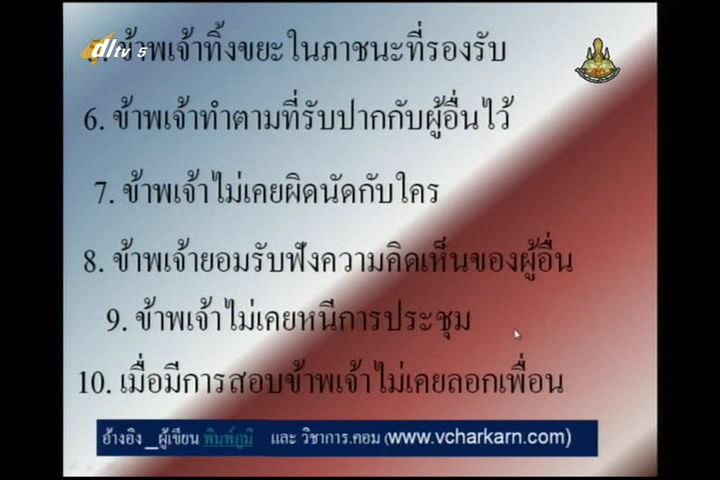 dltv 5
ข้าพเจ้าทิ้งขยะในภาชนะที่รองรับ
6. ข้าพเจ้าทำตามที่รับปากกับผู้อื่นไว้
7. ข้าพเจ้าไม่เคยผิดนัดกับใคร
8. ข้าพเจ้ายอมรับฟังความคิดเห็นของผู้อื่น
9. ข้าพเจ้าไม่เคยหนีการประชุม
10. เมื่อมีการสอบข้าพเจ้าไม่เคยลอกเพื่อน
อ้างอิง _ผู้เขียน พิมพ์ภูมิ และ วิชาการ.คอม (www.vcharkarn.com)